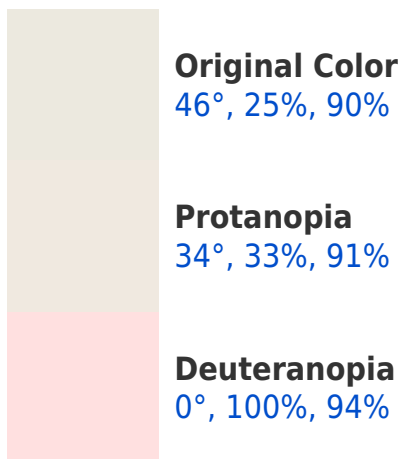 Original Color
46°, 25%, 90%
Protanopia
34°, 33%, 91%
Deuteranopia
0°, 100%, 94%